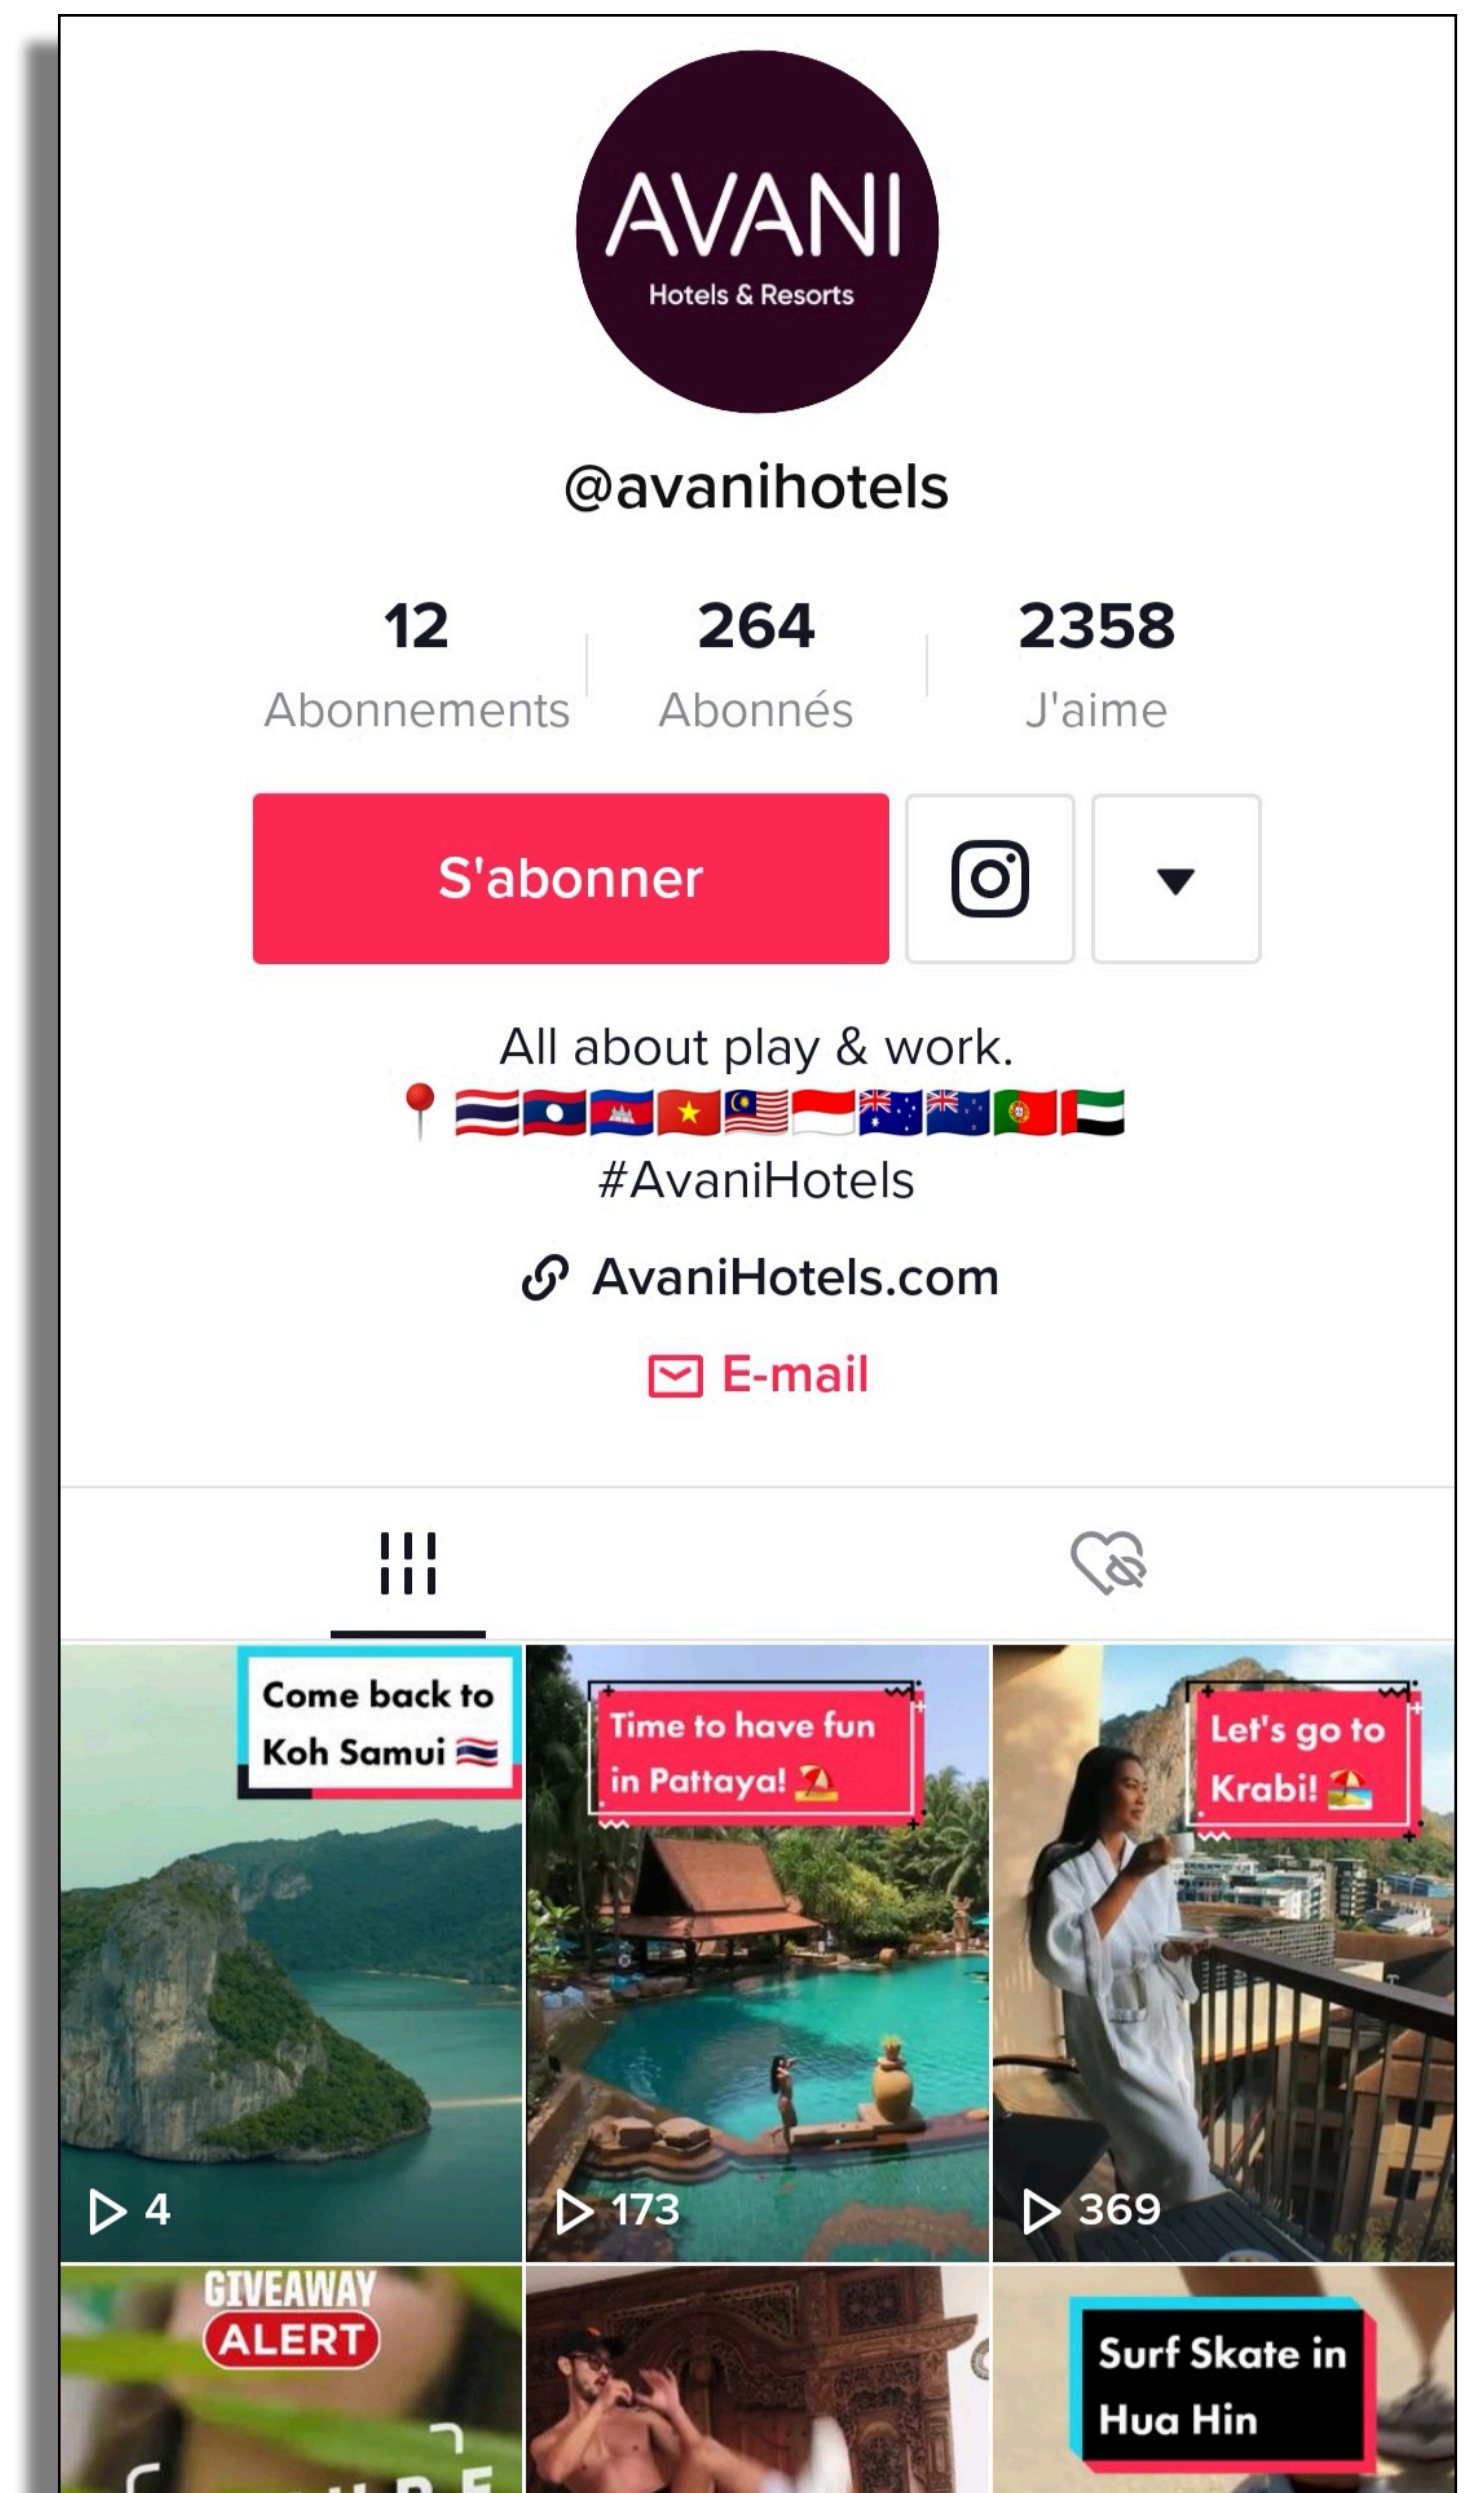 AVANI
Hotels & Resorts
@avanihotels
12 264 2358
Abonnements Abonnés J'aime
S'abonner
All about play & work.
📍🇹🇭🇱🇦🇰🇭🇻🇳🇲🇾🇮🇩🇦🇺🇳🇿🇵🇹🇦🇪
#AvaniHotels
AvaniHotels.com
E-mail
Come back to
Koh Samui 🇹🇭
4
Time to have fun
in Pattaya! ⛱️
173
Let's go to
Krabi! 🏖️
369
GIVEAWAY
ALERT
Surf Skate in
Hua Hin